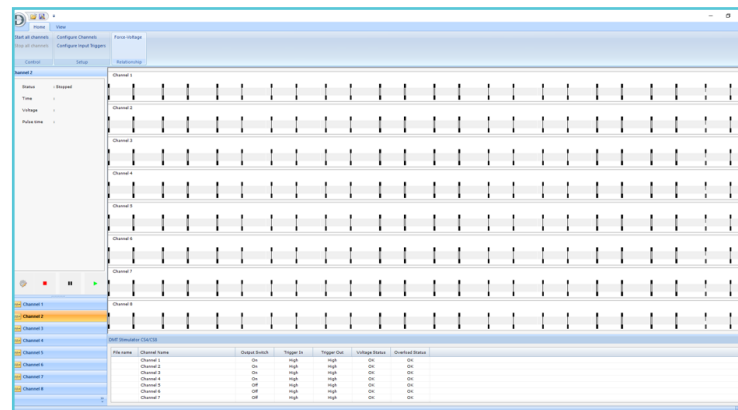 Home View
Start all channels Configure Channels Force-Voltage
Stop all channels Configure Input Triggers
Control Setup Relationship
Channel 2
Status : Stopped
Time :
Voltage :
Pulse time :
Channel 1
Channel 2
Channel 3
Channel 4
Channel 5
Channel 6
Channel 7
Channel 8
Channel 1
Channel 2
Channel 3
Channel 4
Channel 5
Channel 6
Channel 7
Channel 8
File name Channel Name Output Switch Trigger In Trigger Out Voltage Status Overload Status
Channel 1 On High High OK OK
Channel 2 On High High OK OK
Channel 3 On High High OK OK
Channel 4 On High High OK OK
Channel 5 Off High High OK OK
Channel 6 Off High High OK OK
Channel 7 Off High High OK OK